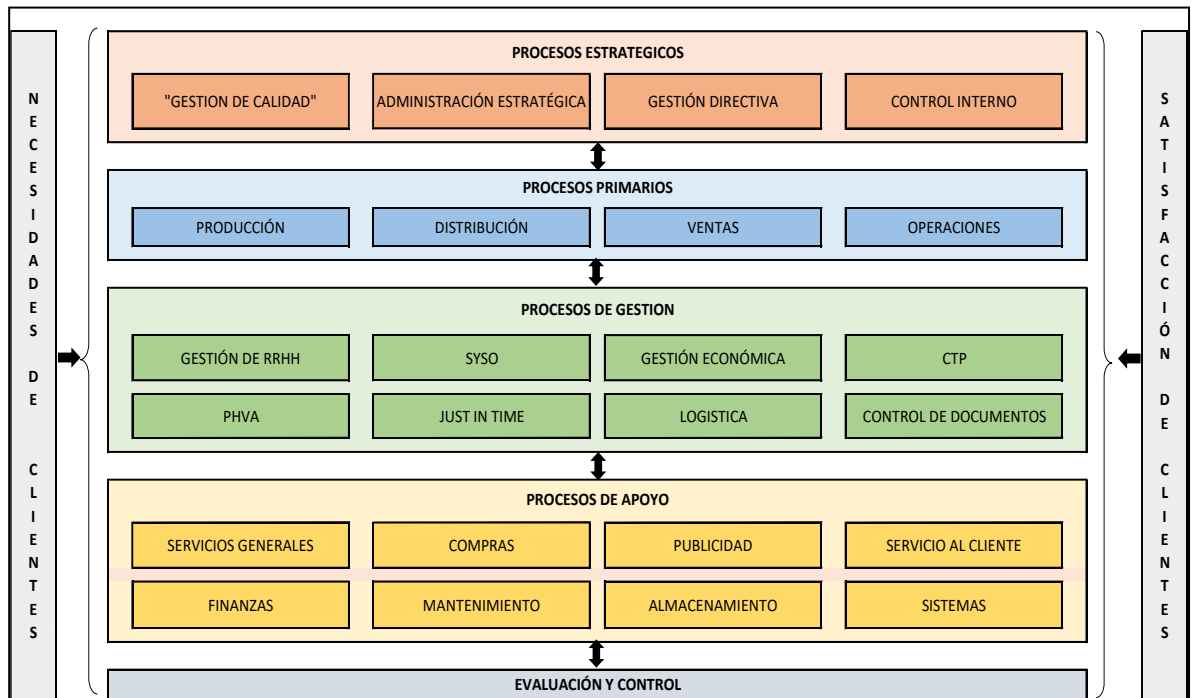 NECESIDADES DE CLIENTES
PROCESOS ESTRATEGICOS
"GESTION DE CALIDAD"
ADMINISTRACIÓN ESTRATÉGICA
GESTIÓN DIRECTIVA
CONTROL INTERNO
PROCESOS PRIMARIOS
PRODUCCIÓN
DISTRIBUCIÓN
VENTAS
OPERACIONES
PROCESOS DE GESTION
GESTIÓN DE RRHH
SYSO
GESTIÓN ECONÓMICA
CTP
PHVA
JUST IN TIME
LOGISTICA
CONTROL DE DOCUMENTOS
PROCESOS DE APOYO
SERVICIOS GENERALES
COMPRAS
PUBLICIDAD
SERVICIO AL CLIENTE
FINANZAS
MANTENIMIENTO
ALMACENAMIENTO
SISTEMAS
EVALUACIÓN Y CONTROL
SATISFACCIÓN DE CLIENTES